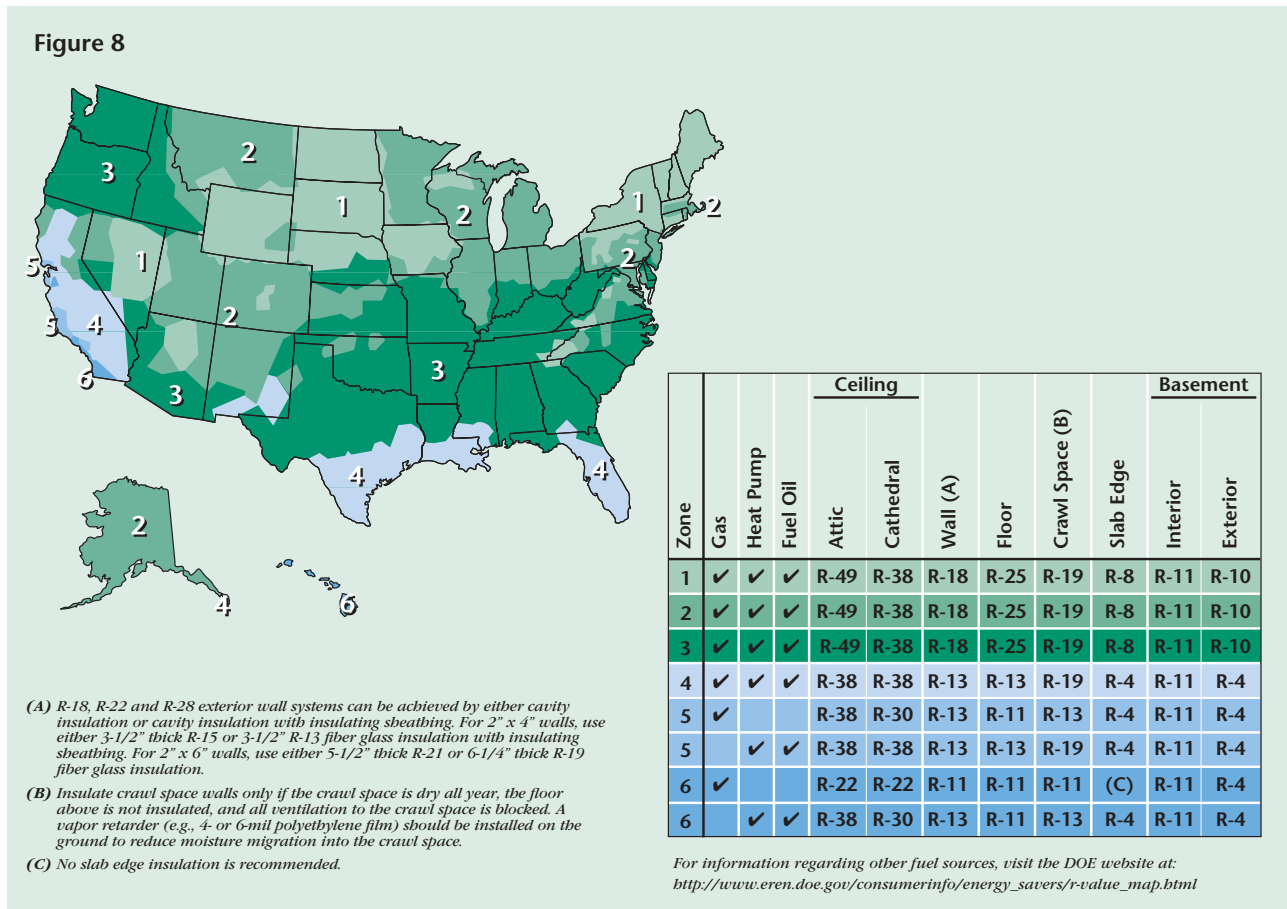 Figure 8
3
2
1
2
1
2
5
1
2
5
4
2
6
3
3
4
4
2
4
6
Ceiling
Basement
Zone
Gas
Heat Pump
Fuel Oil
Attic
Cathedral
Wall (A)
Floor
Crawl Space (B)
Slab Edge
Interior
Exterior
1 ✔ ✔ ✔ R-49 R-38 R-18 R-25 R-19 R-8 R-11 R-10
2 ✔ ✔ ✔ R-49 R-38 R-18 R-25 R-19 R-8 R-11 R-10
3 ✔ ✔ ✔ R-49 R-38 R-18 R-25 R-19 R-8 R-11 R-10
4 ✔ ✔ ✔ R-38 R-38 R-13 R-13 R-19 R-4 R-11 R-4
5 ✔ R-38 R-30 R-13 R-11 R-13 R-4 R-11 R-4
5 ✔ ✔ R-38 R-38 R-13 R-13 R-19 R-4 R-11 R-4
6 ✔ R-22 R-22 R-11 R-11 R-11 (C) R-11 R-4
6 ✔ ✔ R-38 R-30 R-13 R-11 R-13 R-4 R-11 R-4
(A) R-18, R-22 and R-28 exterior wall systems can be achieved by either cavity
insulation or cavity insulation with insulating sheathing. For 2" x 4" walls, use
either 3-1/2" thick R-15 or 3-1/2" R-13 fiber glass insulation with insulating
sheathing. For 2" x 6" walls, use either 5-1/2" thick R-21 or 6-1/4" thick R-19
fiber glass insulation.
(B) Insulate crawl space walls only if the crawl space is dry all year, the floor
above is not insulated, and all ventilation to the crawl space is blocked. A
vapor retarder (e.g., 4- or 6-mil polyethylene film) should be installed on the
ground to reduce moisture migration into the crawl space.
(C) No slab edge insulation is recommended.
For information regarding other fuel sources, visit the DOE website at:
http://www.eren.doe.gov/consumerinfo/energy_savers/r-value_map.html